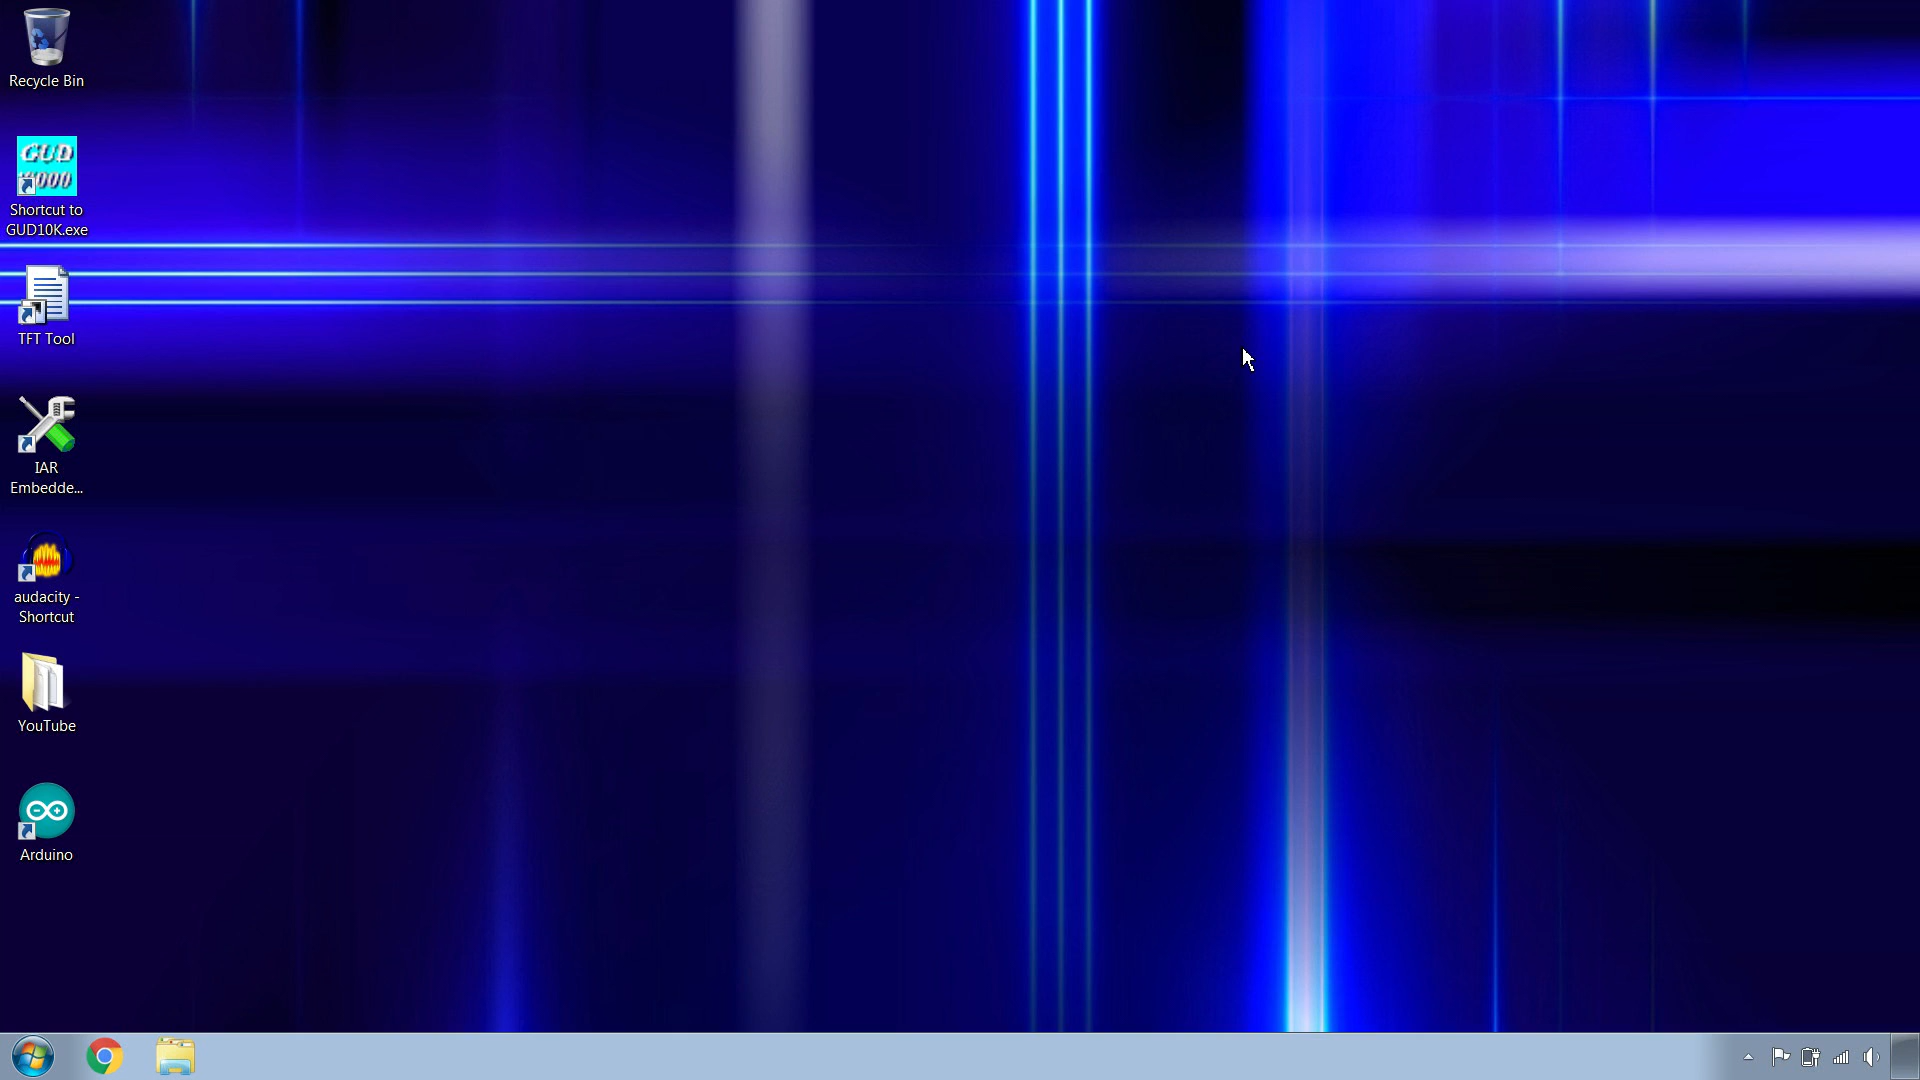 Recycle Bin
GUD
Shortcut to
GUD10K.exe
TFT Tool
IAR
Embedde...
audacity -
Shortcut
YouTube
Arduino